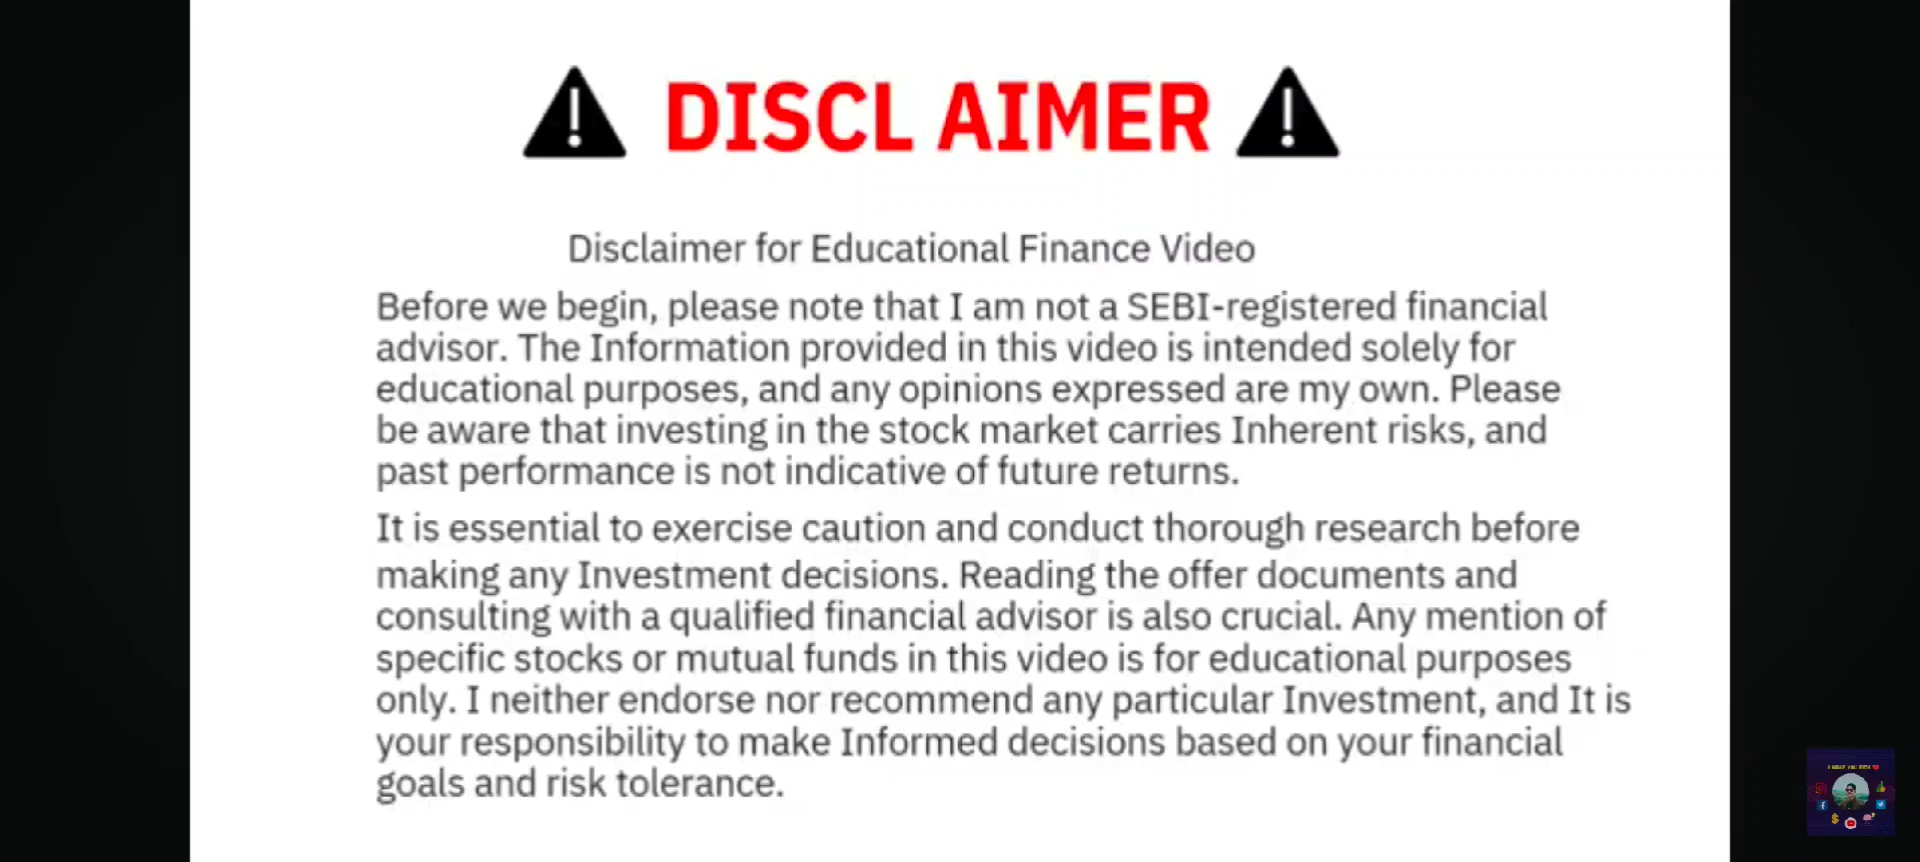 DISCL AIMER
Disclaimer for Educational Finance Video
Before we begin, please note that I am not a SEBI-registered financial
advisor. The Information provided in this video is intended solely for
educational purposes, and any opinions expressed are my own. Please
be aware that investing in the stock market carries Inherent risks, and
past performance is not indicative of future returns.
It is essential to exercise caution and conduct thorough research before
making any Investment decisions. Reading the offer documents and
consulting with a qualified financial advisor is also crucial. Any mention of
specific stocks or mutual funds in this video is for educational purposes
only. I neither endorse nor recommend any particular Investment, and It is
your responsibility to make Informed decisions based on your financial
goals and risk tolerance.